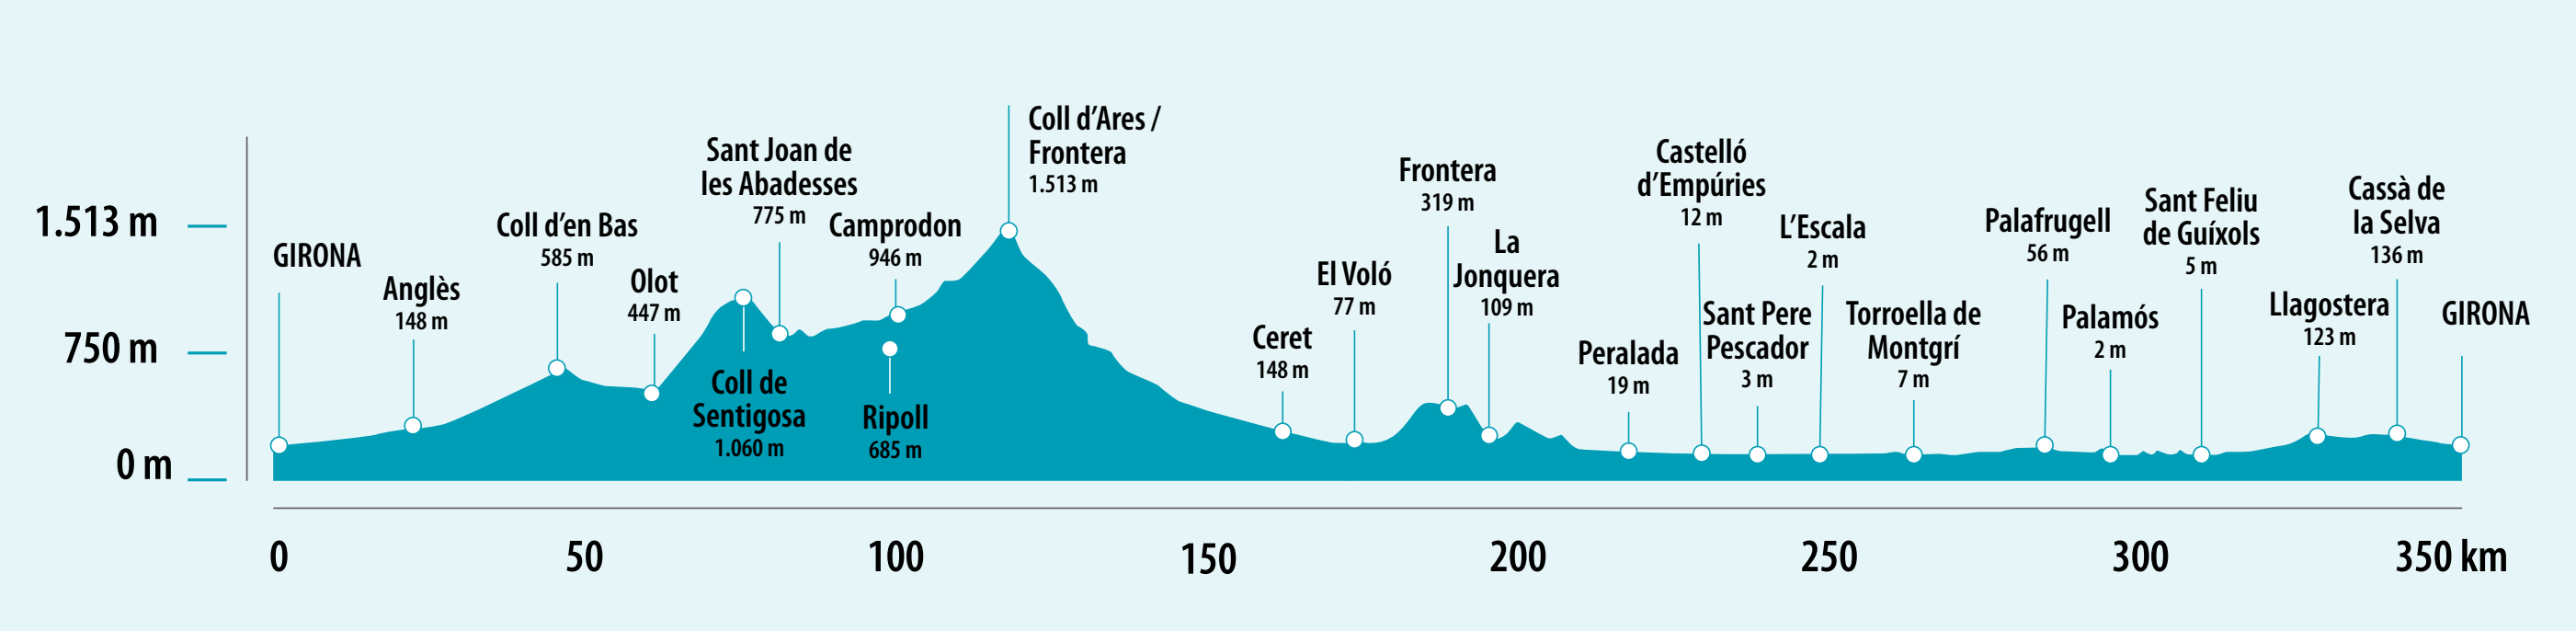 1.513 m
750 m
0 m
GIRONA
Anglès
148 m
Coll d’en Bas
585 m
Olot
447 m
Coll de
Sentigosa
1.060 m
Sant Joan de
les Abadesses
775 m
Camprodon
946 m
Ripoll
685 m
Coll d’Ares /
Frontera
1.513 m
Ceret
148 m
El Voló
77 m
Frontera
319 m
La
Jonquera
109 m
Peralada
19 m
Castelló
d’Empúries
12 m
Sant Pere
Pescador
3 m
L’Escala
2 m
Torroella de
Montgrí
7 m
Palafrugell
56 m
Palamós
2 m
Sant Feliu
de Guíxols
5 m
Llagostera
123 m
Cassà de
la Selva
136 m
GIRONA
0
50
100
150
200
250
300
350 km